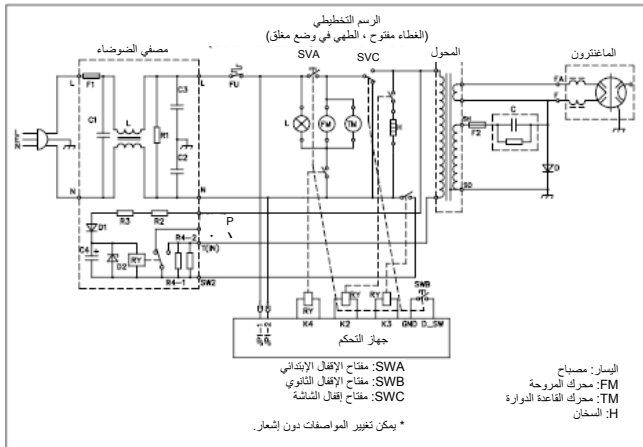 الرسم التخطيطي
(الغطاء مفتوح ، الطهي في وضع مغلق)
مصفي الضوضاء
SVA
SVC
المحول
الماغنترون
F1
L
L
FU
C1
L
R1
C3
C2
N
N
L
FM
TM
H
FA
F
SH
F2
C
D
SD
D1
R3
R2
P
T(IN)
C4
D2
RY
R4-2
R4-1
SW2
RY
RY
RY
SWB
K4
K2
K3
GND
D_SW
جهاز التحكم
SWA: مفتاح الإقفال الإبتدائي
SWB: مفتاح الإقفال الثانوي
SWC: مفتاح إقفال الشاشة
* يمكن تغيير المواصفات دون إشعار.
اليسار: مصباح
FM: محرك المروحة
TM: محرك القاعدة الدوارة
H: السخان